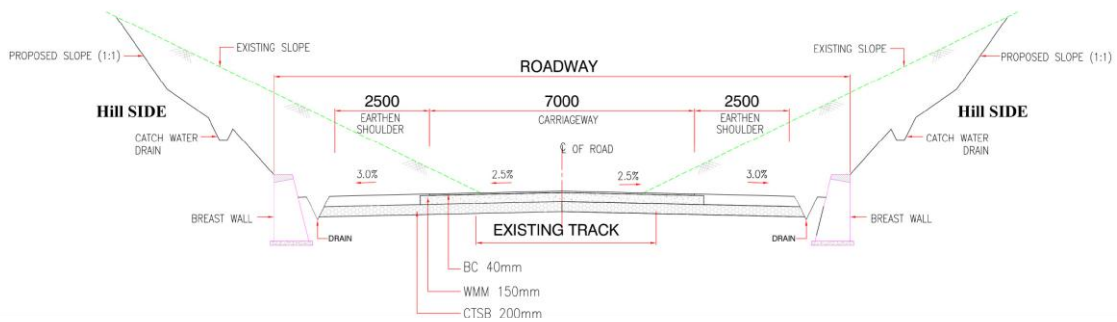 EXISTING SLOPE
EXISTING SLOPE
PROPOSED SLOPE (1:1)
PROPOSED SLOPE (1:1)
ROADWAY
2500
7000
2500
EARTHEN
SHOULDER
CARRIAGEWAY
EARTHEN
SHOULDER
Hill SIDE
Hill SIDE
CATCH WATER
DRAIN
CATCH WATER
DRAIN
℄ OF ROAD
3.0%
2.5%
2.5%
3.0%
BREAST WALL
BREAST WALL
DRAIN
EXISTING TRACK
DRAIN
BC 40mm
WMM 150mm
CTSB 200mm